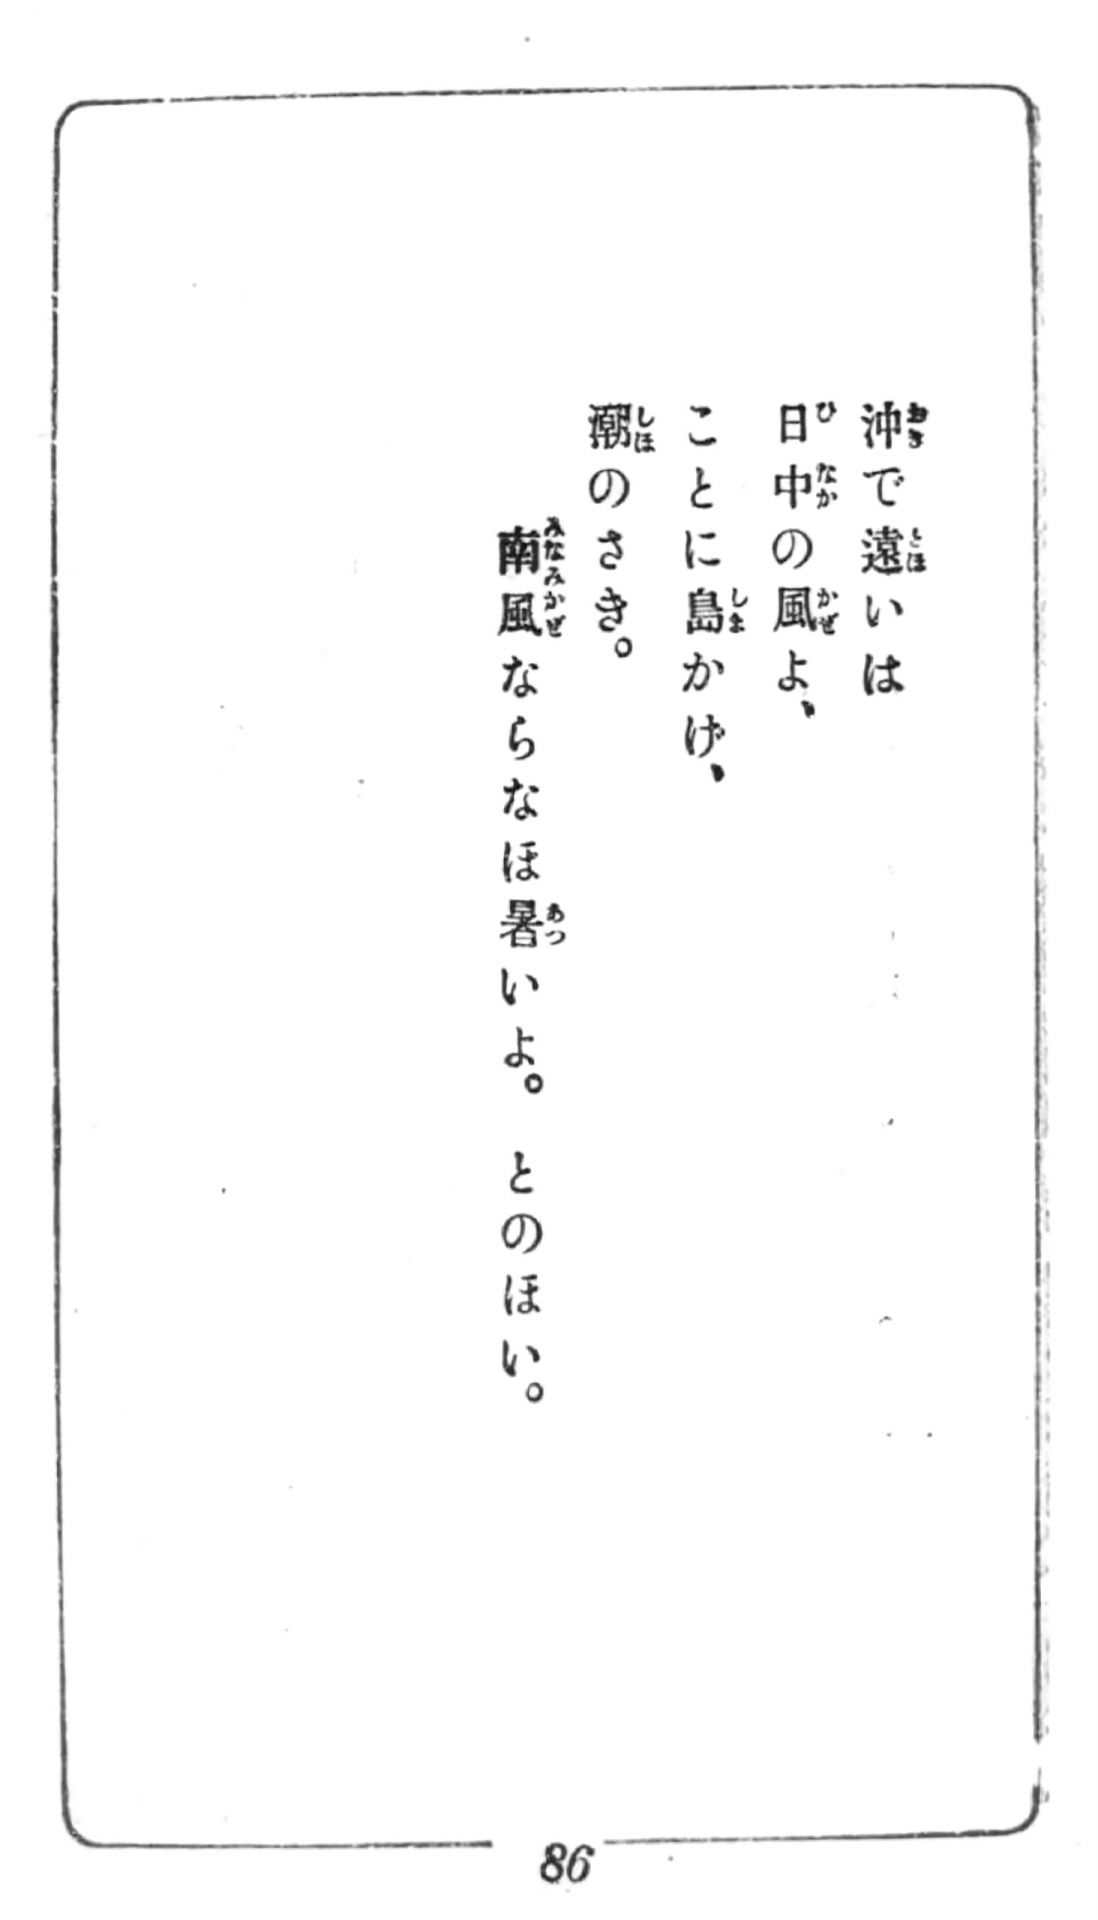 沖で遠いは
日中の風よ、
ことに島かげ、
潮のさき。
南風ならなほ暑いよ。　とのほい。
86